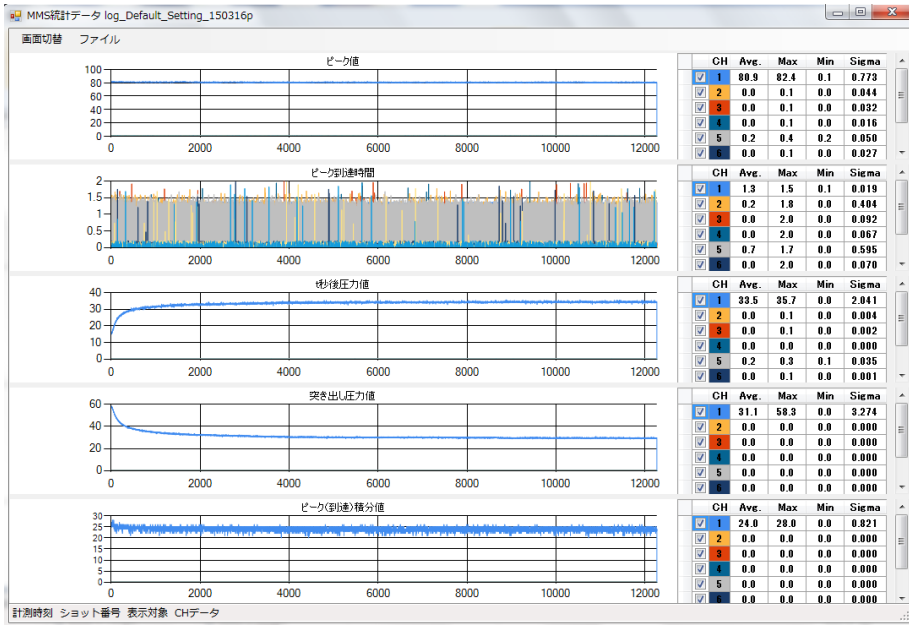 MMS統計データ log_Default_Setting_150316p
画面切替 ファイル
ピーク値
100
80
60
40
20
0
0 2000 4000 6000 8000 10000 12000
CH Avg. Max Min Sigma
1 80.9 82.4 0.1 0.773
2 0.0 0.1 0.0 0.044
3 0.0 0.1 0.0 0.032
4 0.0 0.1 0.0 0.016
5 0.2 0.4 0.2 0.050
6 0.0 0.1 0.0 0.027
ピーク到達時間
2
1.5
1
0.5
0
0 2000 4000 6000 8000 10000 12000
CH Avg. Max Min Sigma
1 1.3 1.5 0.1 0.019
2 0.2 1.8 0.0 0.404
3 0.0 2.0 0.0 0.092
4 0.0 2.0 0.0 0.067
5 0.7 1.7 0.0 0.595
6 0.0 2.0 0.0 0.070
t秒後圧力値
40
30
20
10
0
0 2000 4000 6000 8000 10000 12000
CH Avg. Max Min Sigma
1 33.5 35.7 0.0 2.041
2 0.0 0.1 0.0 0.004
3 0.0 0.1 0.0 0.002
4 0.0 0.0 0.0 0.000
5 0.2 0.3 0.1 0.035
6 0.0 0.1 0.0 0.001
突き出し圧力値
60
40
20
0
0 2000 4000 6000 8000 10000 12000
CH Avg. Max Min Sigma
1 31.1 58.3 0.0 3.274
2 0.0 0.0 0.0 0.000
3 0.0 0.0 0.0 0.000
4 0.0 0.0 0.0 0.000
5 0.0 0.0 0.0 0.000
6 0.0 0.0 0.0 0.000
ピーク(到達)積分値
30
25
20
15
10
5
0
0 2000 4000 6000 8000 10000 12000
CH Avg. Max Min Sigma
1 24.0 28.0 0.0 0.821
2 0.0 0.0 0.0 0.000
3 0.0 0.0 0.0 0.000
4 0.0 0.0 0.0 0.000
5 0.0 0.0 0.0 0.000
6 0.0 0.0 0.0 0.000
計測時刻 ショット番号 表示対象 CHデータ